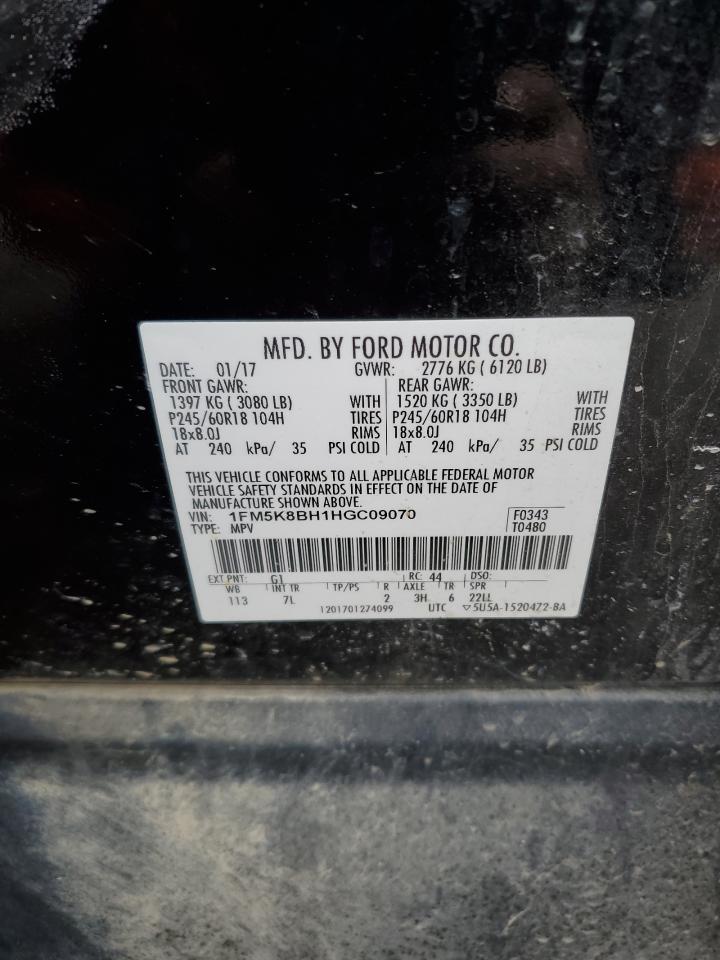 MFD. BY FORD MOTOR CO.
DATE: 01/17 GVWR: 2776 KG ( 6120 LB)
FRONT GAWR: REAR GAWR:
1397 KG ( 3080 LB) WITH 1520 KG ( 3350 LB) WITH
P245/60R18 104H TIRES P245/60R18 104H TIRES
18x8.0J RIMS 18x8.0J RIMS
AT 240 kPa/ 35 PSI COLD AT 240 kPa/ 35 PSI COLD
THIS VEHICLE CONFORMS TO ALL APPLICABLE FEDERAL MOTOR
VEHICLE SAFETY STANDARDS IN EFFECT ON THE DATE OF
MANUFACTURE SHOWN ABOVE.
VIN: 1FM5K8BH1HGC09070 F0343
TYPE: MPV T0480
EXT PNT: G1 RC: 44 DSO:
WB INT TR TP/PS R AXLE TR SPR
113 7L 2 3H 6 22LL
1201701274099 UTC ▽5U5A-1520472-BA